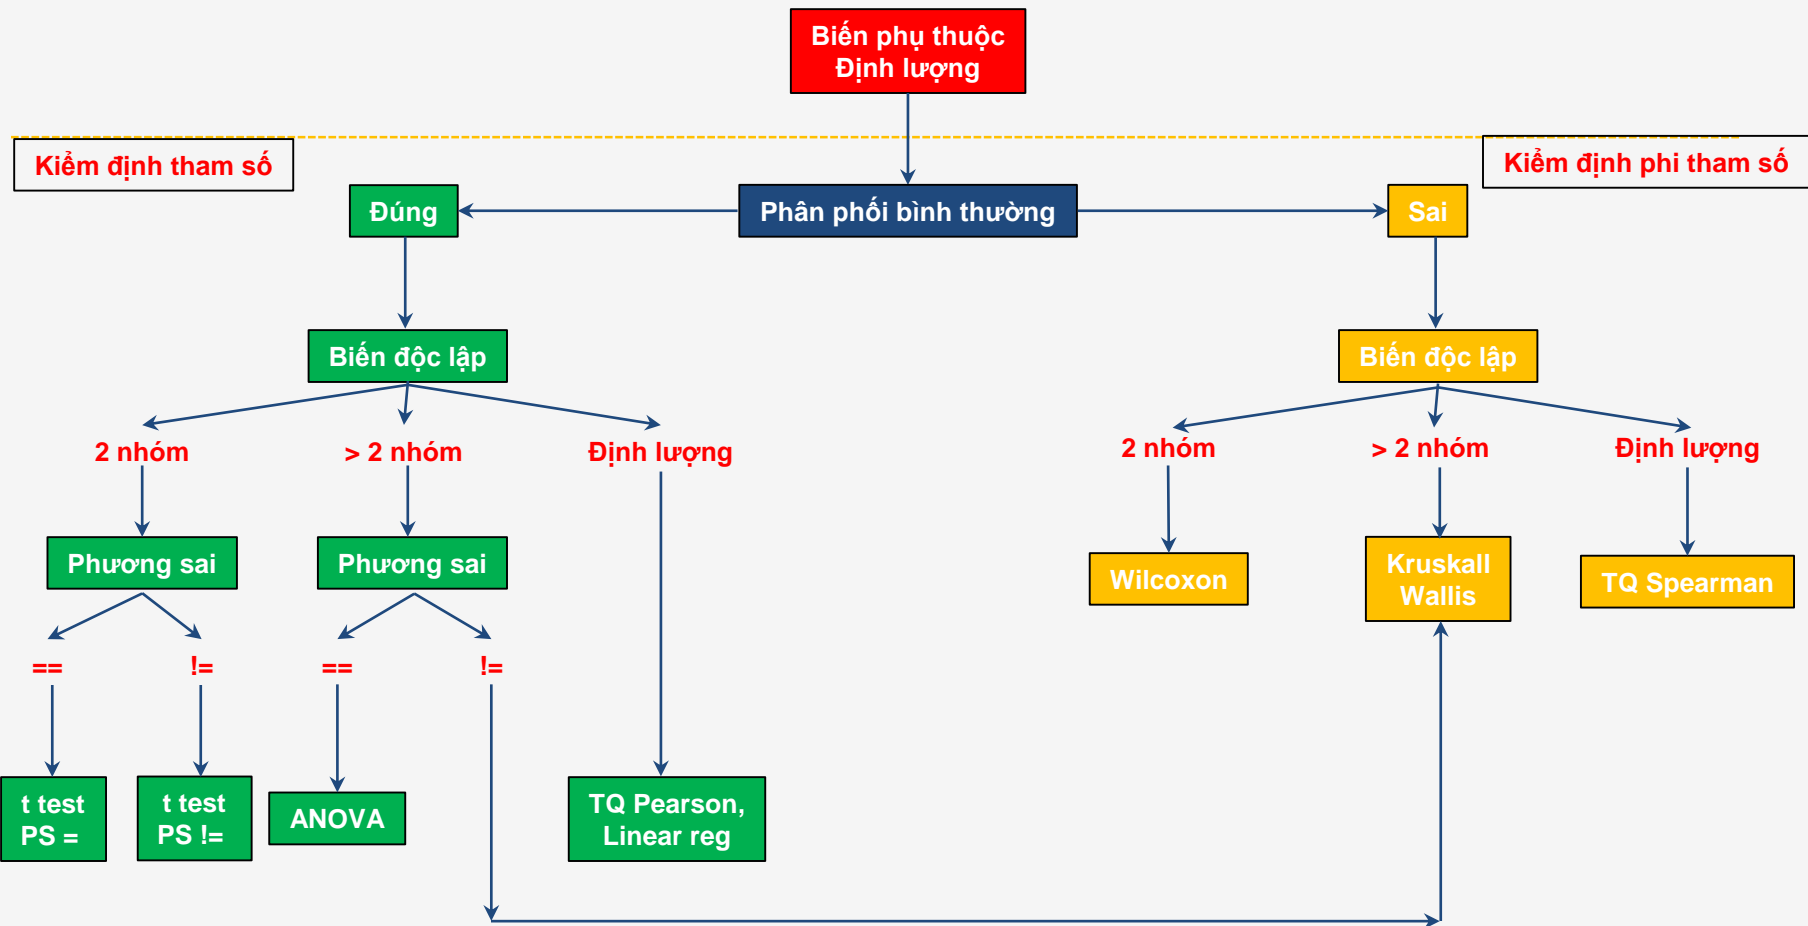 Biến phụ thuộc
Định lượng
Kiểm định tham số
Kiểm định phi tham số
Đúng
Phân phối bình thường
Sai
Biến độc lập
Biến độc lập
2 nhóm
> 2 nhóm
Định lượng
2 nhóm
> 2 nhóm
Định lượng
Phương sai
Phương sai
Wilcoxon
Kruskall
Wallis
TQ Spearman
==
!=
==
!=
t test
PS =
t test
PS !=
ANOVA
TQ Pearson,
Linear reg